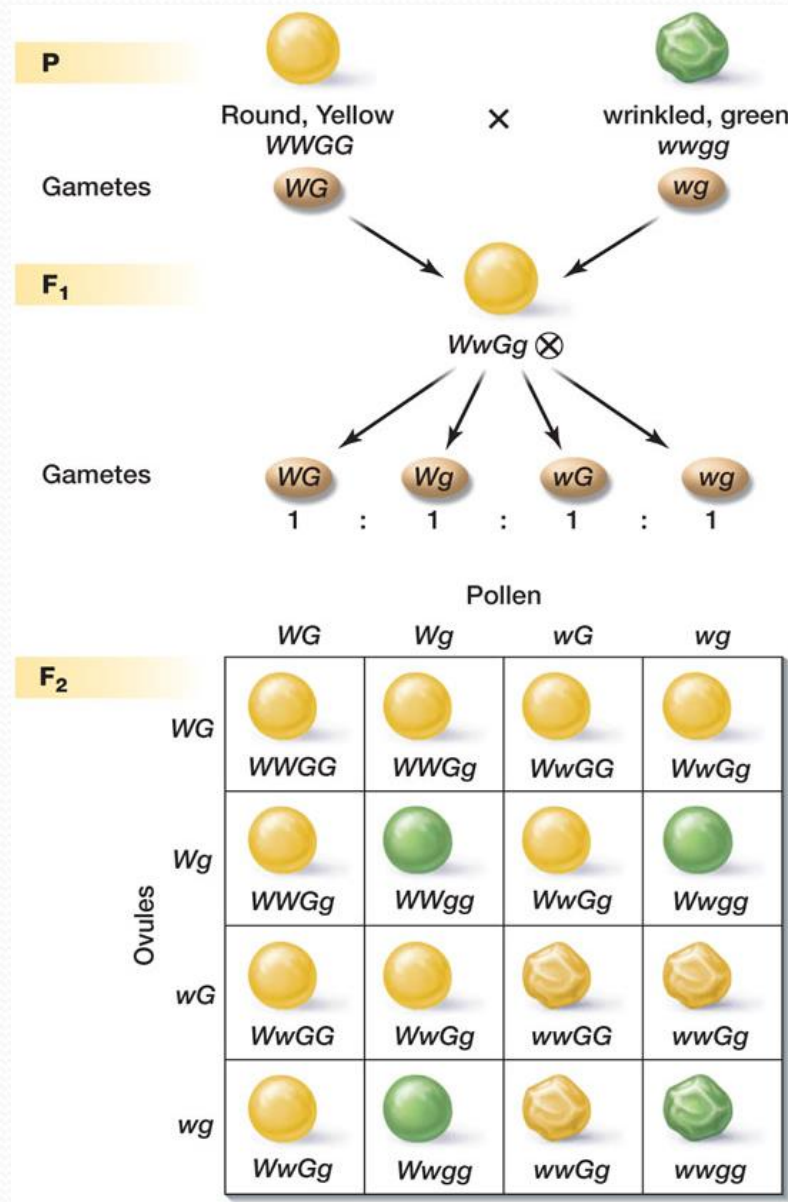 P
Round, Yellow × wrinkled, green
WWGG wwgg
Gametes WG wg
F₁
WwGg ⊗
Gametes WG Wg wG wg
1 : 1 : 1 : 1
Pollen
WG Wg wG wg
F₂
WG
WWGG WWGg WwGG WwGg
Wg
WWGg WWgg WwGg Wwgg
Ovules
wG
WwGG WwGg wwGG wwGg
wg
WwGg Wwgg wwGg wwgg